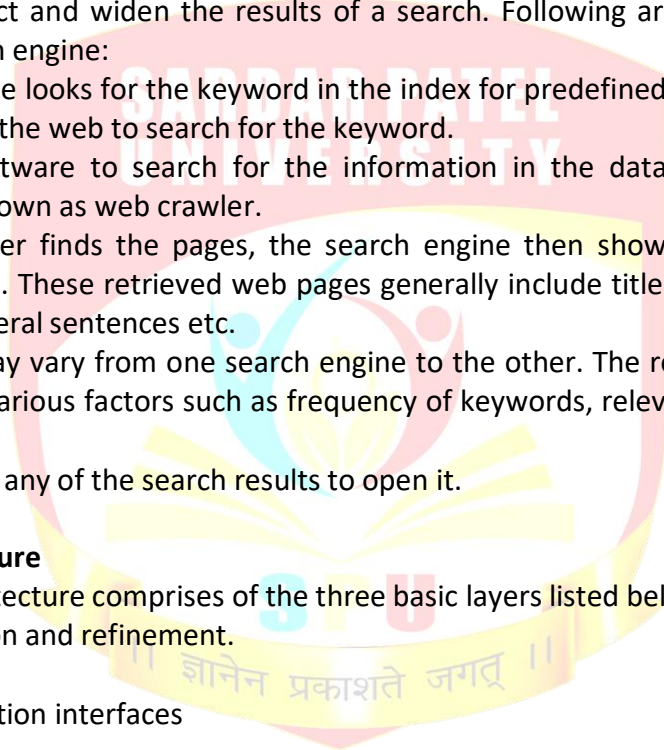 ct and widen the results of a search. Following ar
n engine:
e looks for the keyword in the index for predefined
the web to search for the keyword.
tware to search for the information in the data
own as web crawler.
er finds the pages, the search engine then show
. These retrieved web pages generally include title
eral sentences etc.
ay vary from one search engine to the other. The re
arious factors such as frequency of keywords, relev
any of the search results to open it.
ure
tecture comprises of the three basic layers listed bel
on and refinement.
tion interfaces
SARDAR PATEL
UNIVERSITY
SPU
।। ज्ञानेन प्रकाशते जगत् ।।